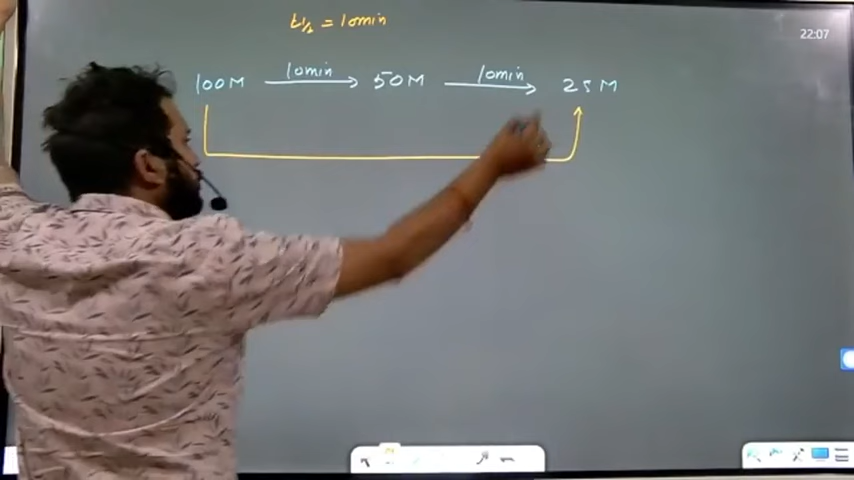 t1/2 = 10min
22:07
100M 10min → 50M 10min → 25M